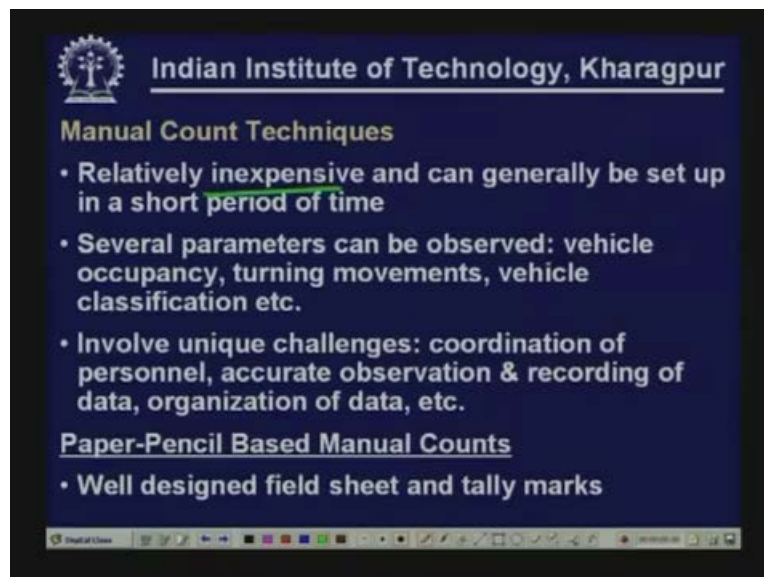 Indian Institute of Technology, Kharagpur
Manual Count Techniques
• Relatively inexpensive and can generally be set up
in a short period of time
• Several parameters can be observed: vehicle
occupancy, turning movements, vehicle
classification etc.
• Involve unique challenges: coordination of
personnel, accurate observation & recording of
data, organization of data, etc.
Paper-Pencil Based Manual Counts
• Well designed field sheet and tally marks